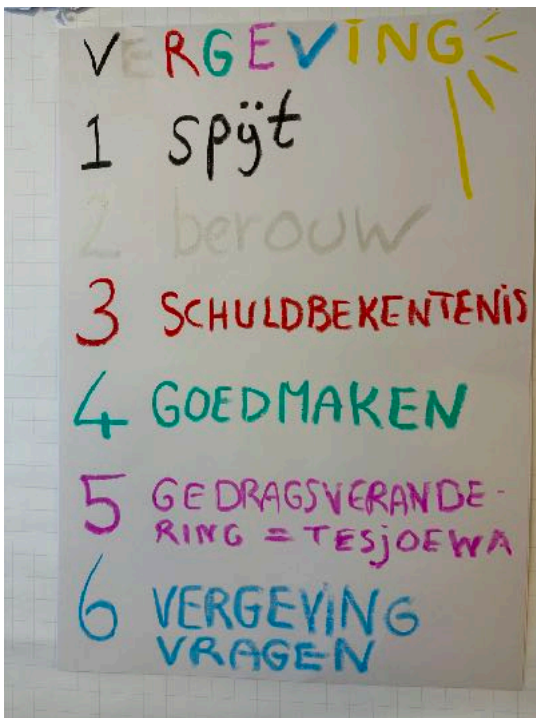 VERGEVING
1 spijt
2 berouw
3 SCHULDBEKENTENIS
4 GOEDMAKEN
5 GEDRAGSVERANDE-
RING = TESjOEWA
6 VERGEVING
VRAGEN